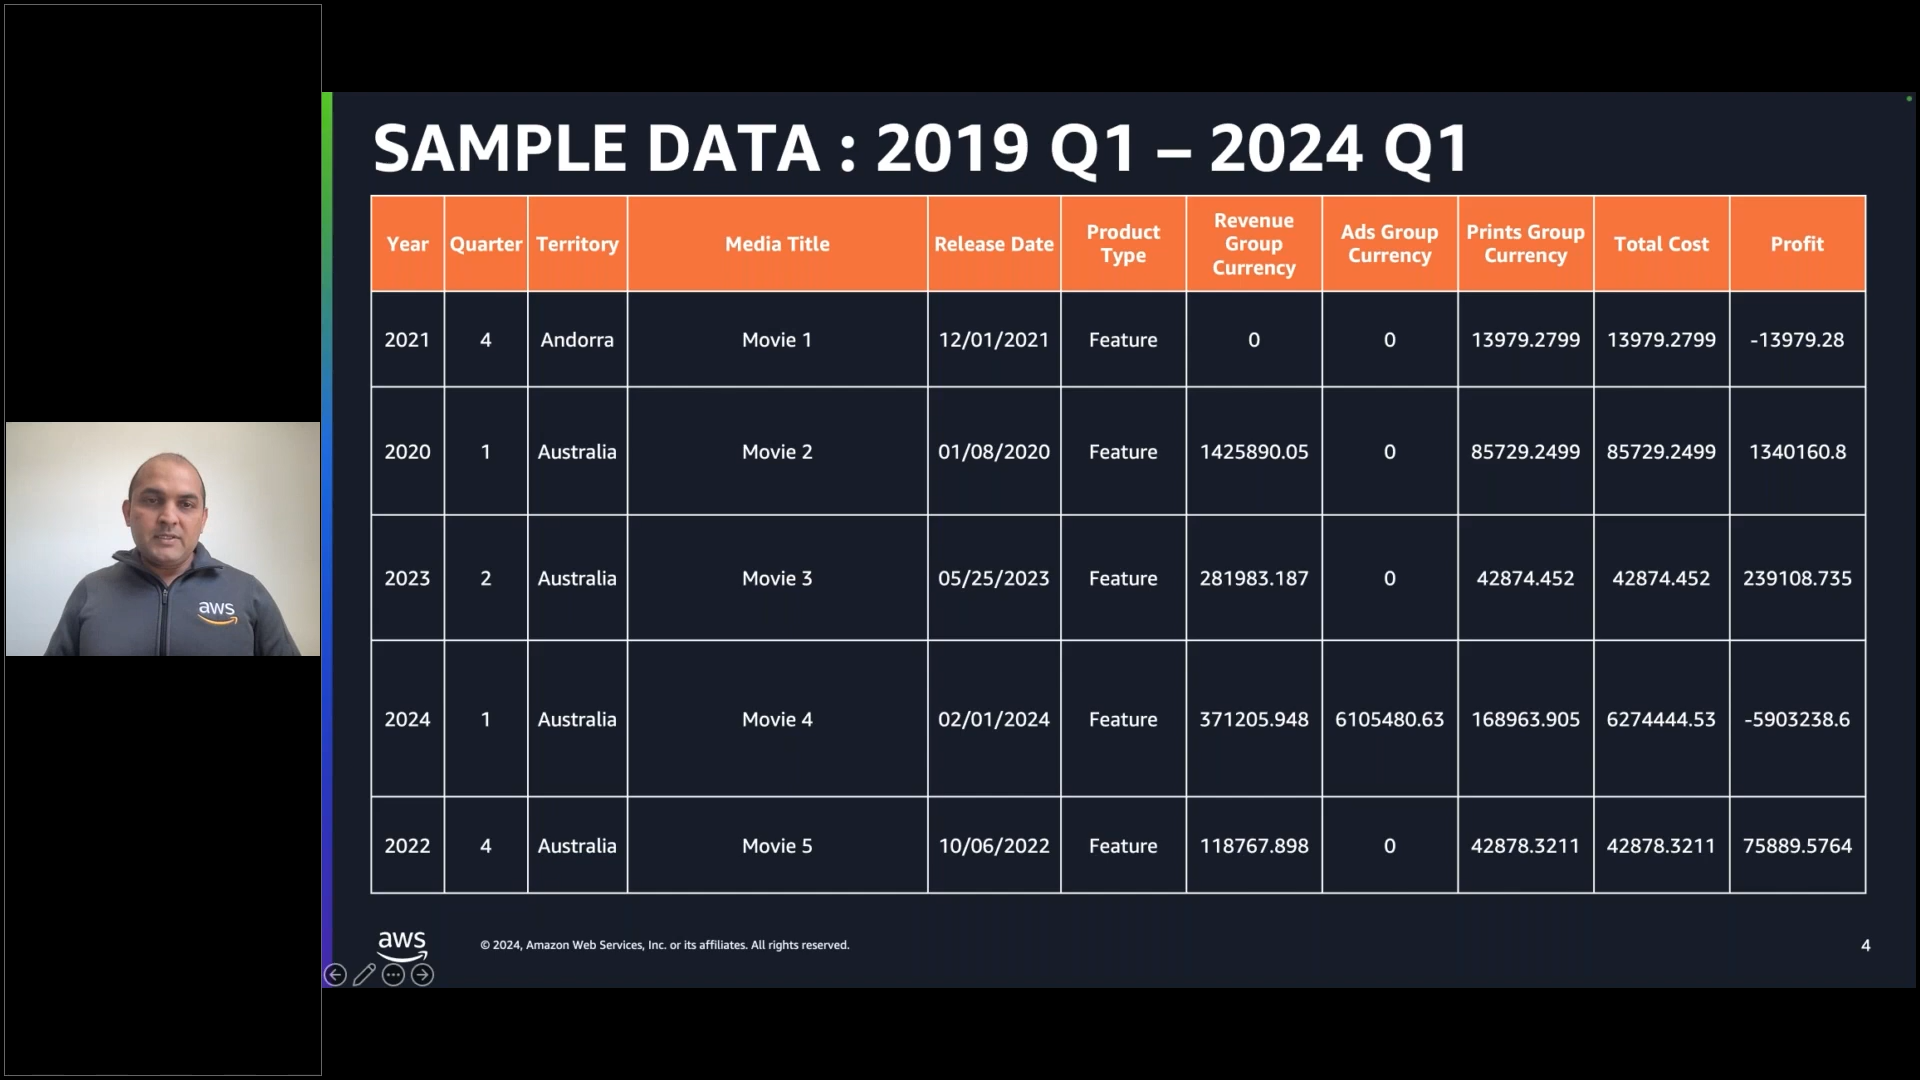 SAMPLE DATA : 2019 Q1 – 2024 Q1
Year Quarter Territory Media Title Release Date Product Type Revenue Group Currency Ads Group Currency Prints Group Currency Total Cost Profit
2021 4 Andorra Movie 1 12/01/2021 Feature 0 0 13979.2799 13979.2799 -13979.28
2020 1 Australia Movie 2 01/08/2020 Feature 1425890.05 0 85729.2499 85729.2499 1340160.8
2023 2 Australia Movie 3 05/25/2023 Feature 281983.187 0 42874.452 42874.452 239108.735
2024 1 Australia Movie 4 02/01/2024 Feature 371205.948 6105480.63 168963.905 6274444.53 -5903238.6
2022 4 Australia Movie 5 10/06/2022 Feature 118767.898 0 42878.3211 42878.3211 75889.5764
aws
aws
© 2024, Amazon Web Services, Inc. or its affiliates. All rights reserved.
4